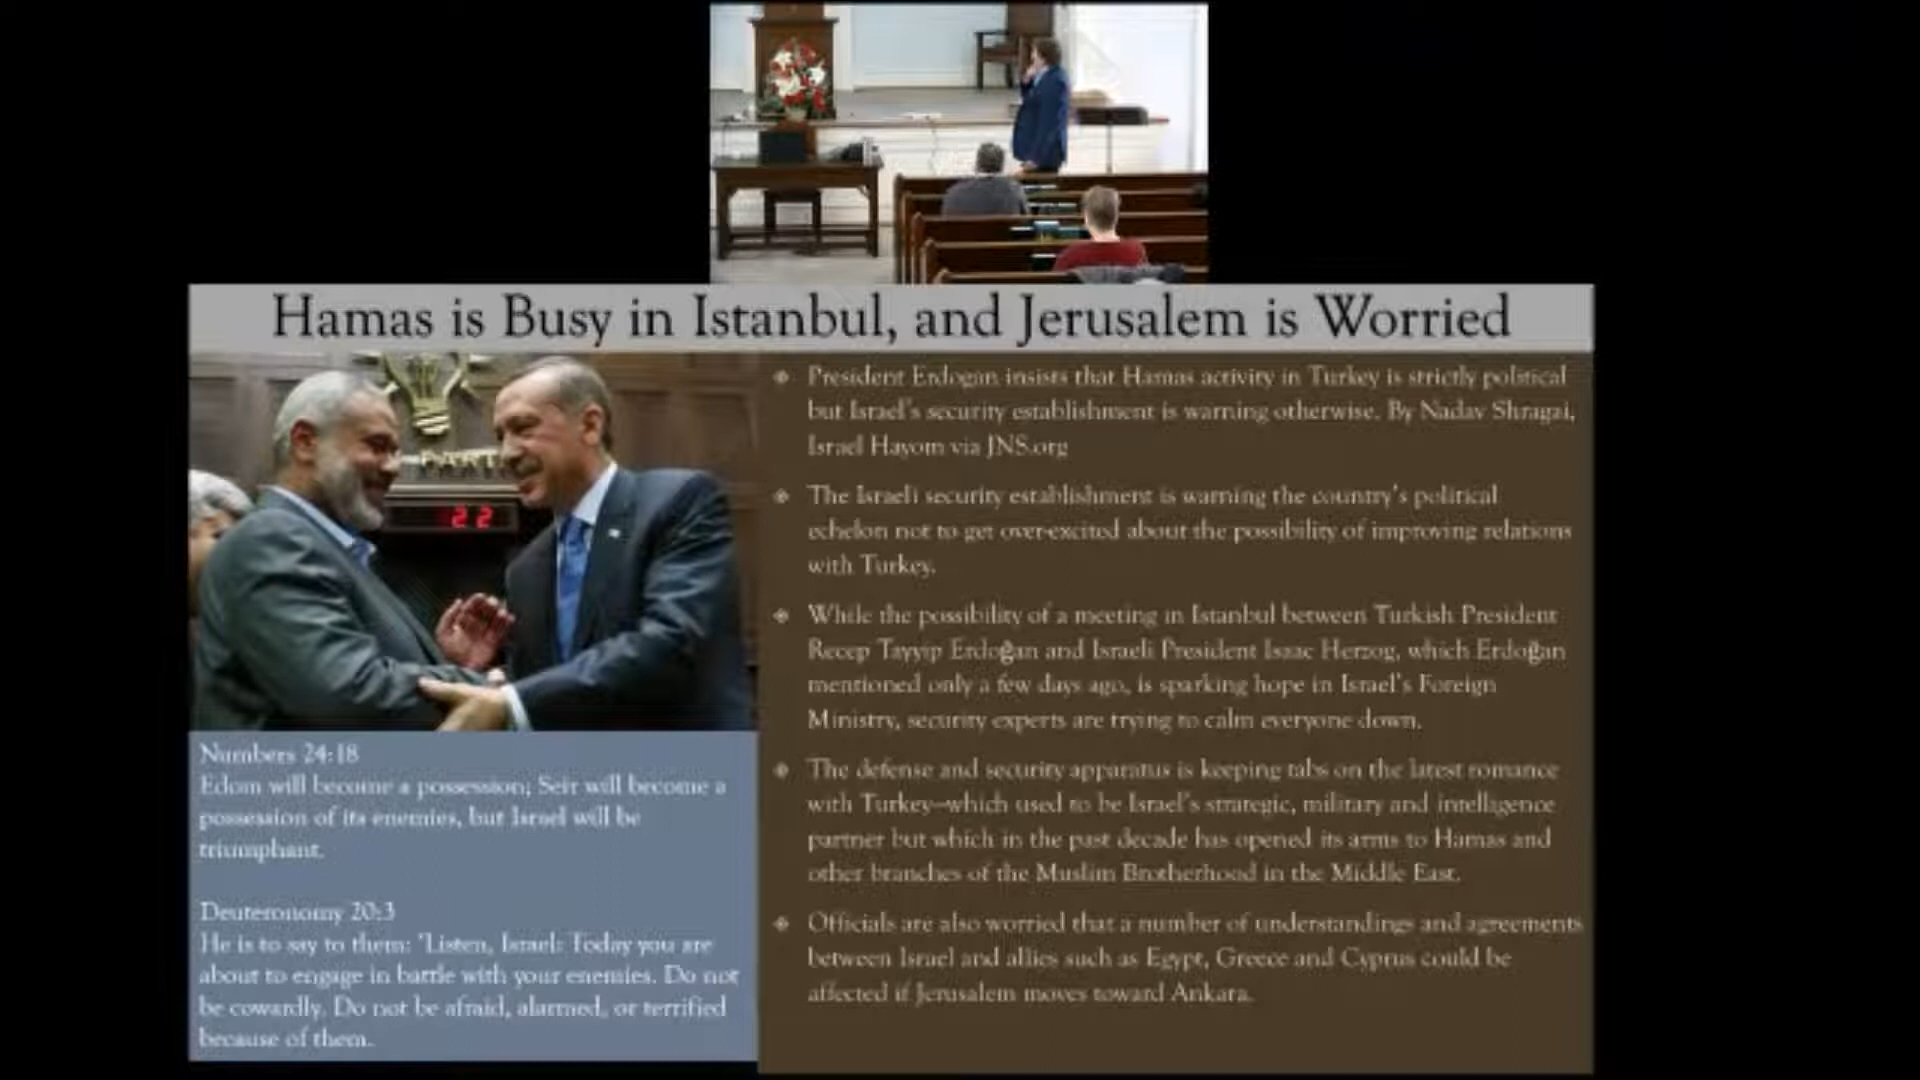 Hamas is Busy in Istanbul, and Jerusalem is Worried
PARTİ
22
Numbers 24:18
Edom will become a possession; Seir will become a
possession of its enemies, but Israel will be
triumphant.
Deuteronomy 20:3
He is to say to them: 'Listen, Israel: Today you are
about to engage in battle with your enemies. Do not
be cowardly. Do not be afraid, alarmed, or terrified
because of them.
President Erdogan insists that Hamas activity in Turkey is strictly political
but Israel's security establishment is warning otherwise. By Nadav Shragai,
Israel Hayom via JNS.org
The Israeli security establishment is warning the country's political
echelon not to get over-excited about the possibility of improving relations
with Turkey.
While the possibility of a meeting in Istanbul between Turkish President
Recep Tayyip Erdoğan and Israeli President Isaac Herzog, which Erdoğan
mentioned only a few days ago, is sparking hope in Israel's Foreign
Ministry, security experts are trying to calm everyone down.
The defense and security apparatus is keeping tabs on the latest romance
with Turkey—which used to be Israel's strategic, military and intelligence
partner but which in the past decade has opened its arms to Hamas and
other branches of the Muslim Brotherhood in the Middle East.
Officials are also worried that a number of understandings and agreements
between Israel and allies such as Egypt, Greece and Cyprus could be
affected if Jerusalem moves toward Ankara.